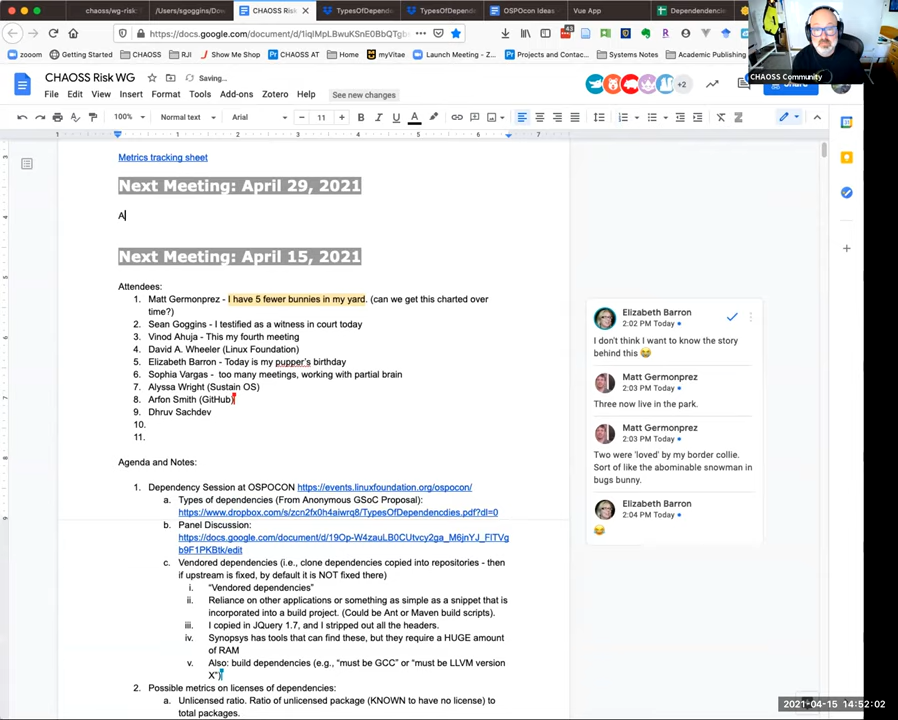 chaoss/wg-risk:
/Users/sgoggins/
CHAOSS Risk
TypesOfDepend
TypesOfDepende
OSPOcon Ideas
Vue App
Dependencies
https://docs.google.com/document/d/1iqlMpLBwuKSnE0BbQTgb
zooom
Getting Started
CHAOSS
RJI
Show Me Sports
CHAOSS AT
myVitae
Launch Meeting - Z...
Projects and Contac...
Systems Notes
Academic Publishing
CHAOSS Community
CHAOSS Risk WG
Saving...
+2
Share
File Edit View Insert Format Tools Add-ons Zotero Help See new changes
100% Normal text Arial 11 B I U A
1 2 3 4 5 6 7
Metrics tracking sheet
Next Meeting: April 29, 2021
A
Next Meeting: April 15, 2021
Attendees:
1. Matt Germonprez - I have 5 fewer bunnies in my yard. (can we get this charted over
time?)
2. Sean Goggins - I testified as a witness in court today
3. Vinod Ahuja - This my fourth meeting
4. David A. Wheeler (Linux Foundation)
5. Elizabeth Barron - Today is my pupper's birthday
6. Sophia Vargas - too many meetings, working with partial brain
7. Alyssa Wright (Sustain OS)
8. Arfon Smith (GitHub)
9. Dhruv Sachdev
10.
11.
Agenda and Notes:
1. Dependency Session at OSPOCON https://events.linuxfoundation.org/ospocon/
a. Types of dependencies (From Anonymous GSoC Proposal):
https://www.dropbox.com/s/zcn2fx0h4aiwrq8/TypesOfDependencdies.pdf?dl=0
b. Panel Discussion:
https://docs.google.com/document/d/19Op-W4zauLB0CUtvcy2ga_M6jnYJ_FITVg
b9F1PKBtk/edit
c. Vendored dependencies (i.e., clone dependencies copied into repositories - then
if upstream is fixed, by default it is NOT fixed there)
i. “Vendored dependencies”
ii. Reliance on other applications or something as simple as a snippet that is
incorporated into a build project. (Could be Ant or Maven build scripts).
iii. I copied in JQuery 1.7, and I stripped out all the headers.
iv. Synopsys has tools that can find these, but they require a HUGE amount
of RAM
v. Also: build dependencies (e.g., “must be GCC” or “must be LLVM version
X”)
2. Possible metrics on licenses of dependencies:
a. Unlicensed ratio. Ratio of unlicensed package (KNOWN to have no license) to
total packages.
Elizabeth Barron
2:02 PM Today
I don't think I want to know the story
behind this 😂
Matt Germonprez
2:03 PM Today
Three now live in the park.
Matt Germonprez
2:03 PM Today
Two were 'loved' by my border collie.
Sort of like the abominable snowman in
bugs bunny.
Elizabeth Barron
2:04 PM Today
😂
2021-04-15 14:52:02